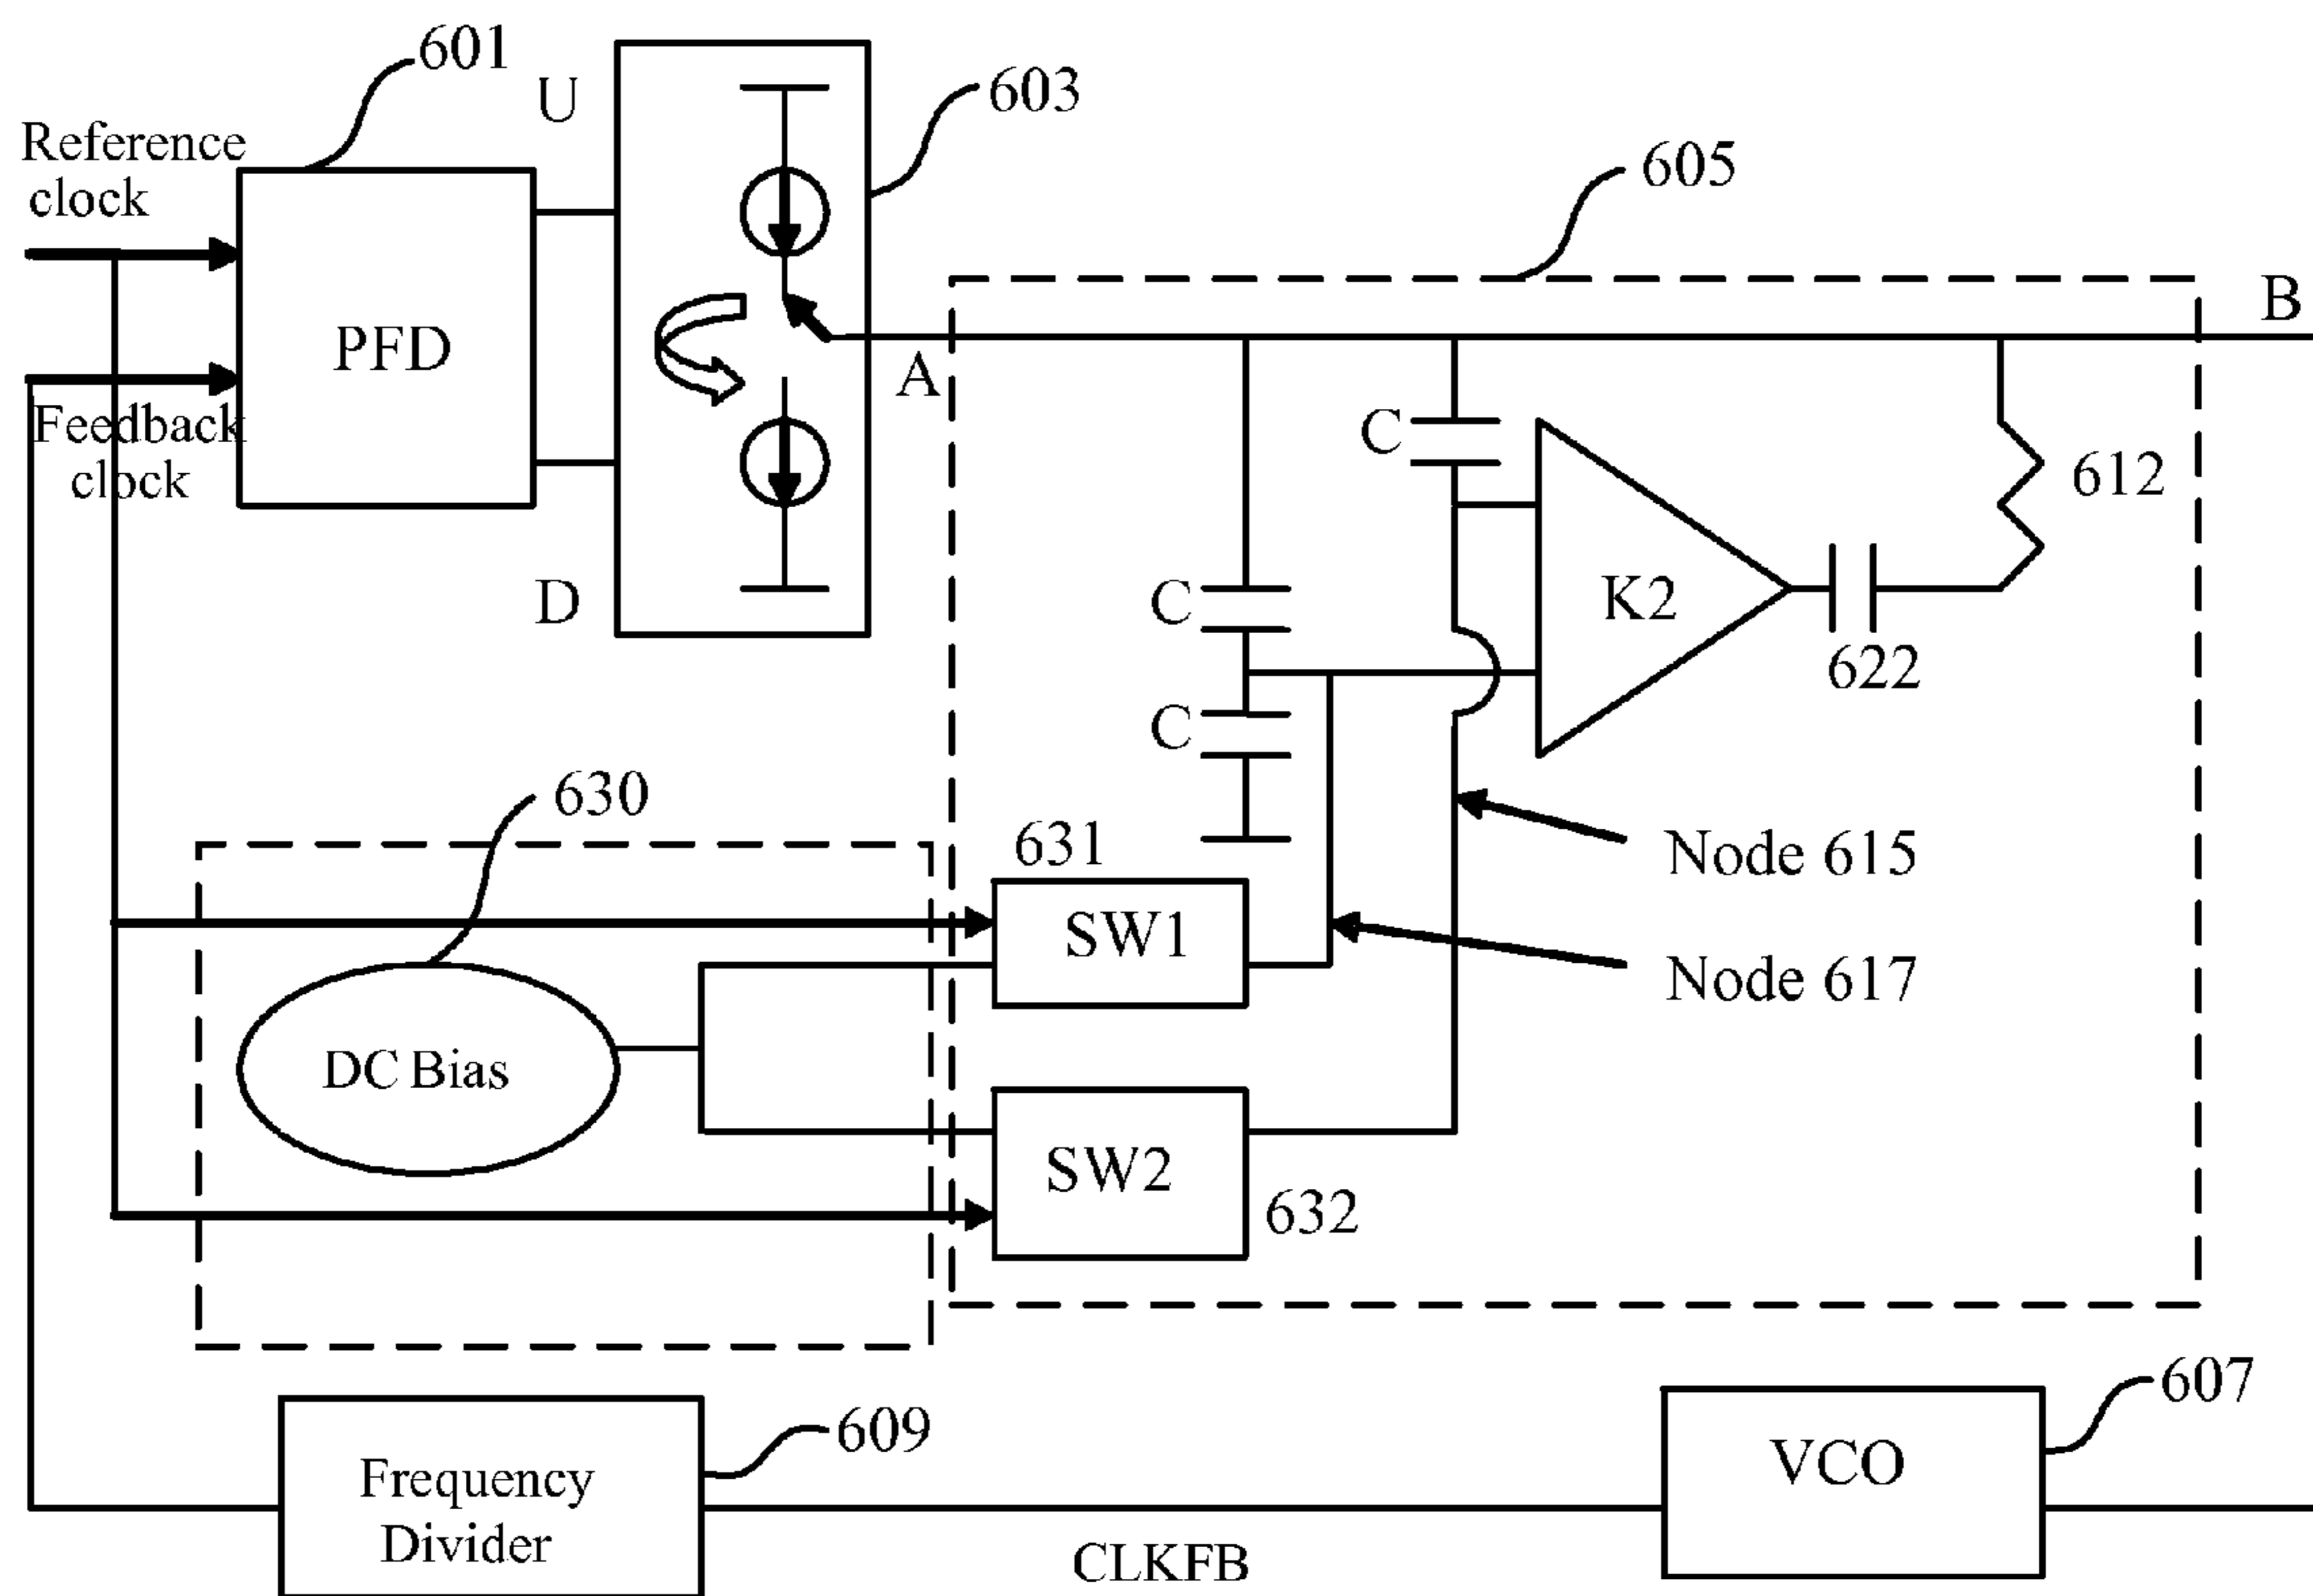 601
U
603
Reference
clock
605
B
PFD
A
Feedback
clock
C
612
D
C
K2
622
C
630
631
Node 615
SW1
Node 617
DC Bias
SW2
632
607
609
VCO
Frequency
Divider
CLKFB